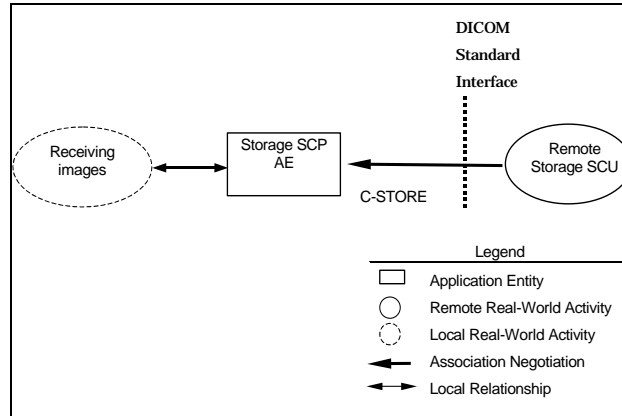 DICOM
Standard
Interface
Receiving
images
Storage SCP
AE
Remote
Storage SCU
C-STORE
Legend
Application Entity
Remote Real-World Activity
Local Real-World Activity
Association Negotiation
Local Relationship